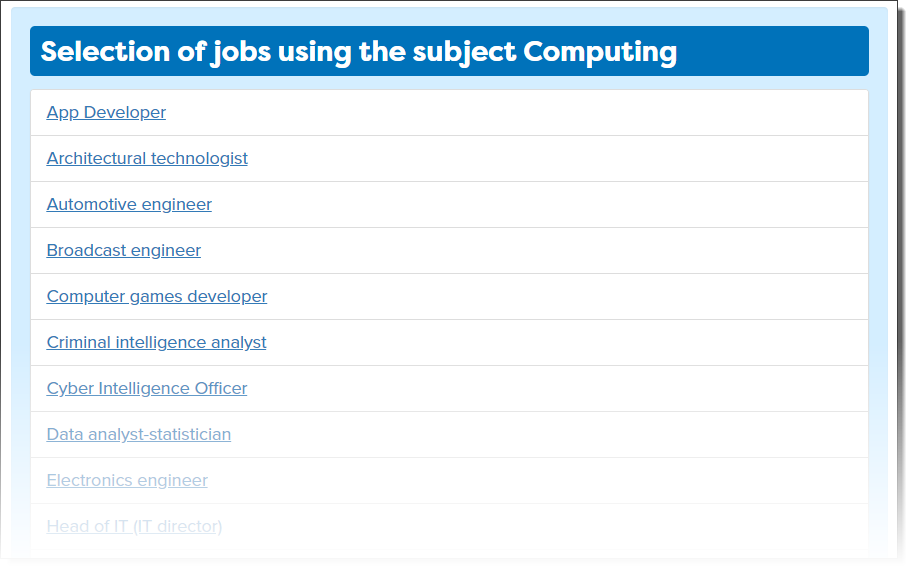 Selection of jobs using the subject Computing
App Developer
Architectural technologist
Automotive engineer
Broadcast engineer
Computer games developer
Criminal intelligence analyst
Cyber Intelligence Officer
Data analyst-statistician
Electronics engineer
Head of IT (IT director)